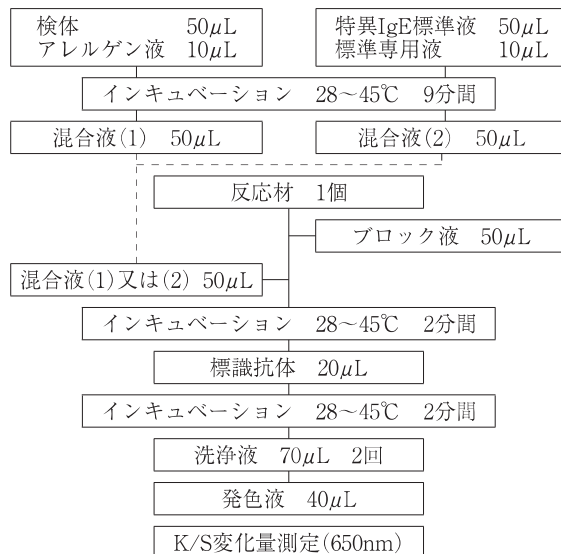 検体　50μL
アレルゲン液　10μL
特異IgE標準液　50μL
標準専用液　10μL
インキュベーション　28～45℃　9分間
混合液(1)　50μL
混合液(2)　50μL
反応材　1個
ブロック液　50μL
混合液(1)又は(2) 50μL
インキュベーション　28～45℃　2分間
標識抗体　20μL
インキュベーション　28～45℃　2分間
洗浄液　70μL　2回
発色液　40μL
K/S変化量測定(650nm)